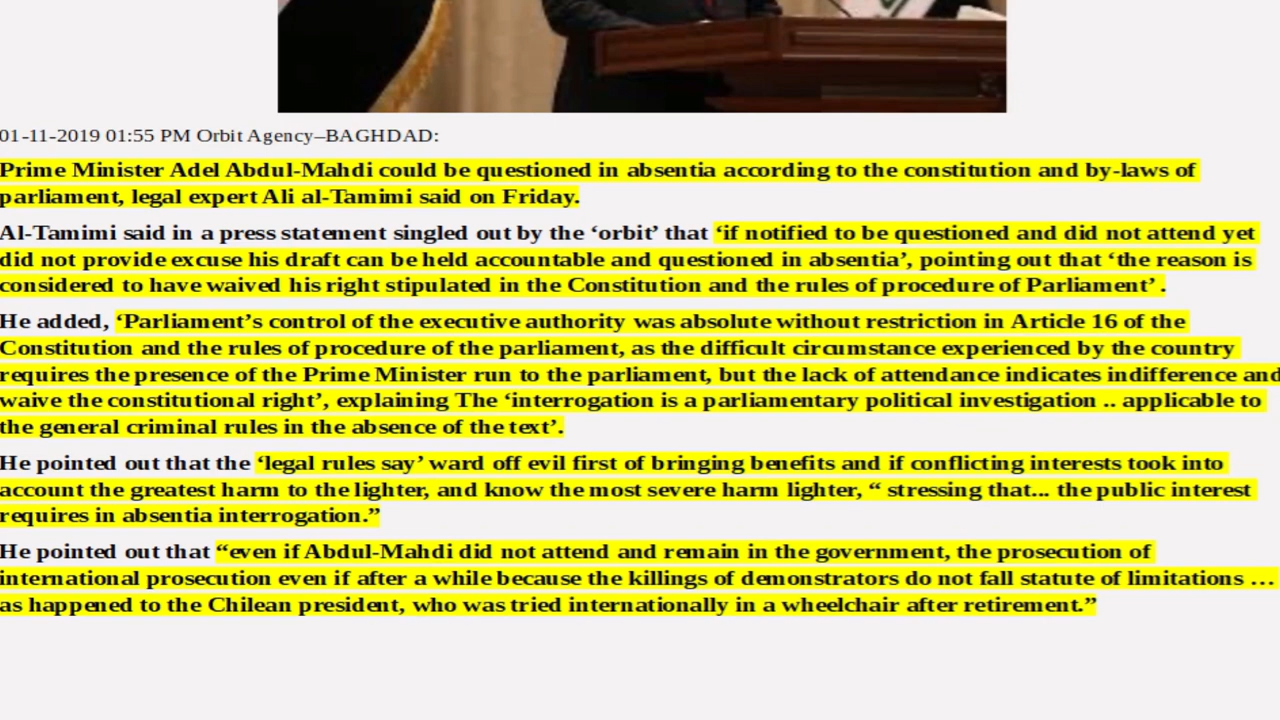 01-11-2019 01:55 PM Orbit Agency–BAGHDAD:
Prime Minister Adel Abdul-Mahdi could be questioned in absentia according to the constitution and by-laws of
parliament, legal expert Ali al-Tamimi said on Friday.
Al-Tamimi said in a press statement singled out by the ‘orbit’ that ‘if notified to be questioned and did not attend yet
did not provide excuse his draft can be held accountable and questioned in absentia’, pointing out that ‘the reason is
considered to have waived his right stipulated in the Constitution and the rules of procedure of Parliament’ .
He added, ‘Parliament’s control of the executive authority was absolute without restriction in Article 16 of the
Constitution and the rules of procedure of the parliament, as the difficult circumstance experienced by the country
requires the presence of the Prime Minister run to the parliament, but the lack of attendance indicates indifference and
waive the constitutional right’, explaining The ‘interrogation is a parliamentary political investigation .. applicable to
the general criminal rules in the absence of the text’.
He pointed out that the ‘legal rules say’ ward off evil first of bringing benefits and if conflicting interests took into
account the greatest harm to the lighter, and know the most severe harm lighter, “ stressing that... the public interest
requires in absentia interrogation.”
He pointed out that “even if Abdul-Mahdi did not attend and remain in the government, the prosecution of
international prosecution even if after a while because the killings of demonstrators do not fall statute of limitations …
as happened to the Chilean president, who was tried internationally in a wheelchair after retirement.”